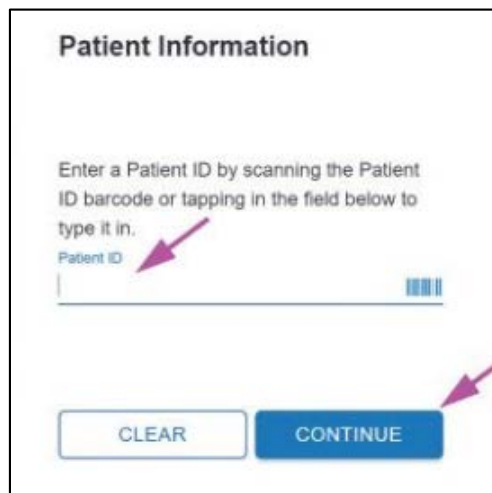 Patient Information
Enter a Patient ID by scanning the Patient
ID barcode or tapping in the field below to
type it in.
Patient ID
CLEAR
CONTINUE